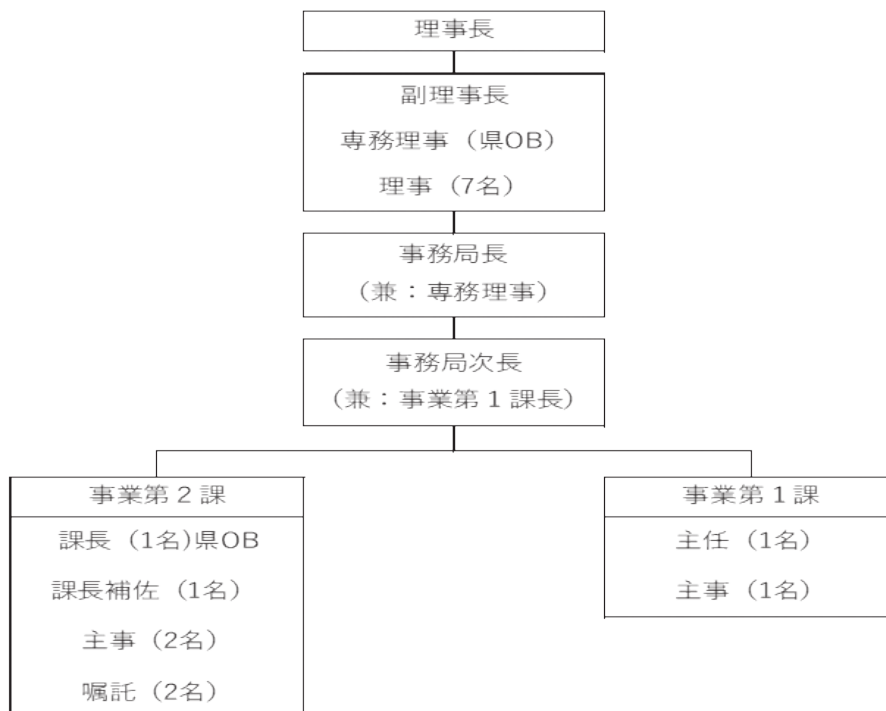 理事長
副理事長
専務理事（県OB）
理事（7名）
事務局長
（兼：専務理事）
事務局次長
（兼：事業第１課長）
事業第２課
課長（1名)県OB
課長補佐（1名）
主事（2名）
嘱託（2名）
事業第１課
主任（1名）
主事（1名）